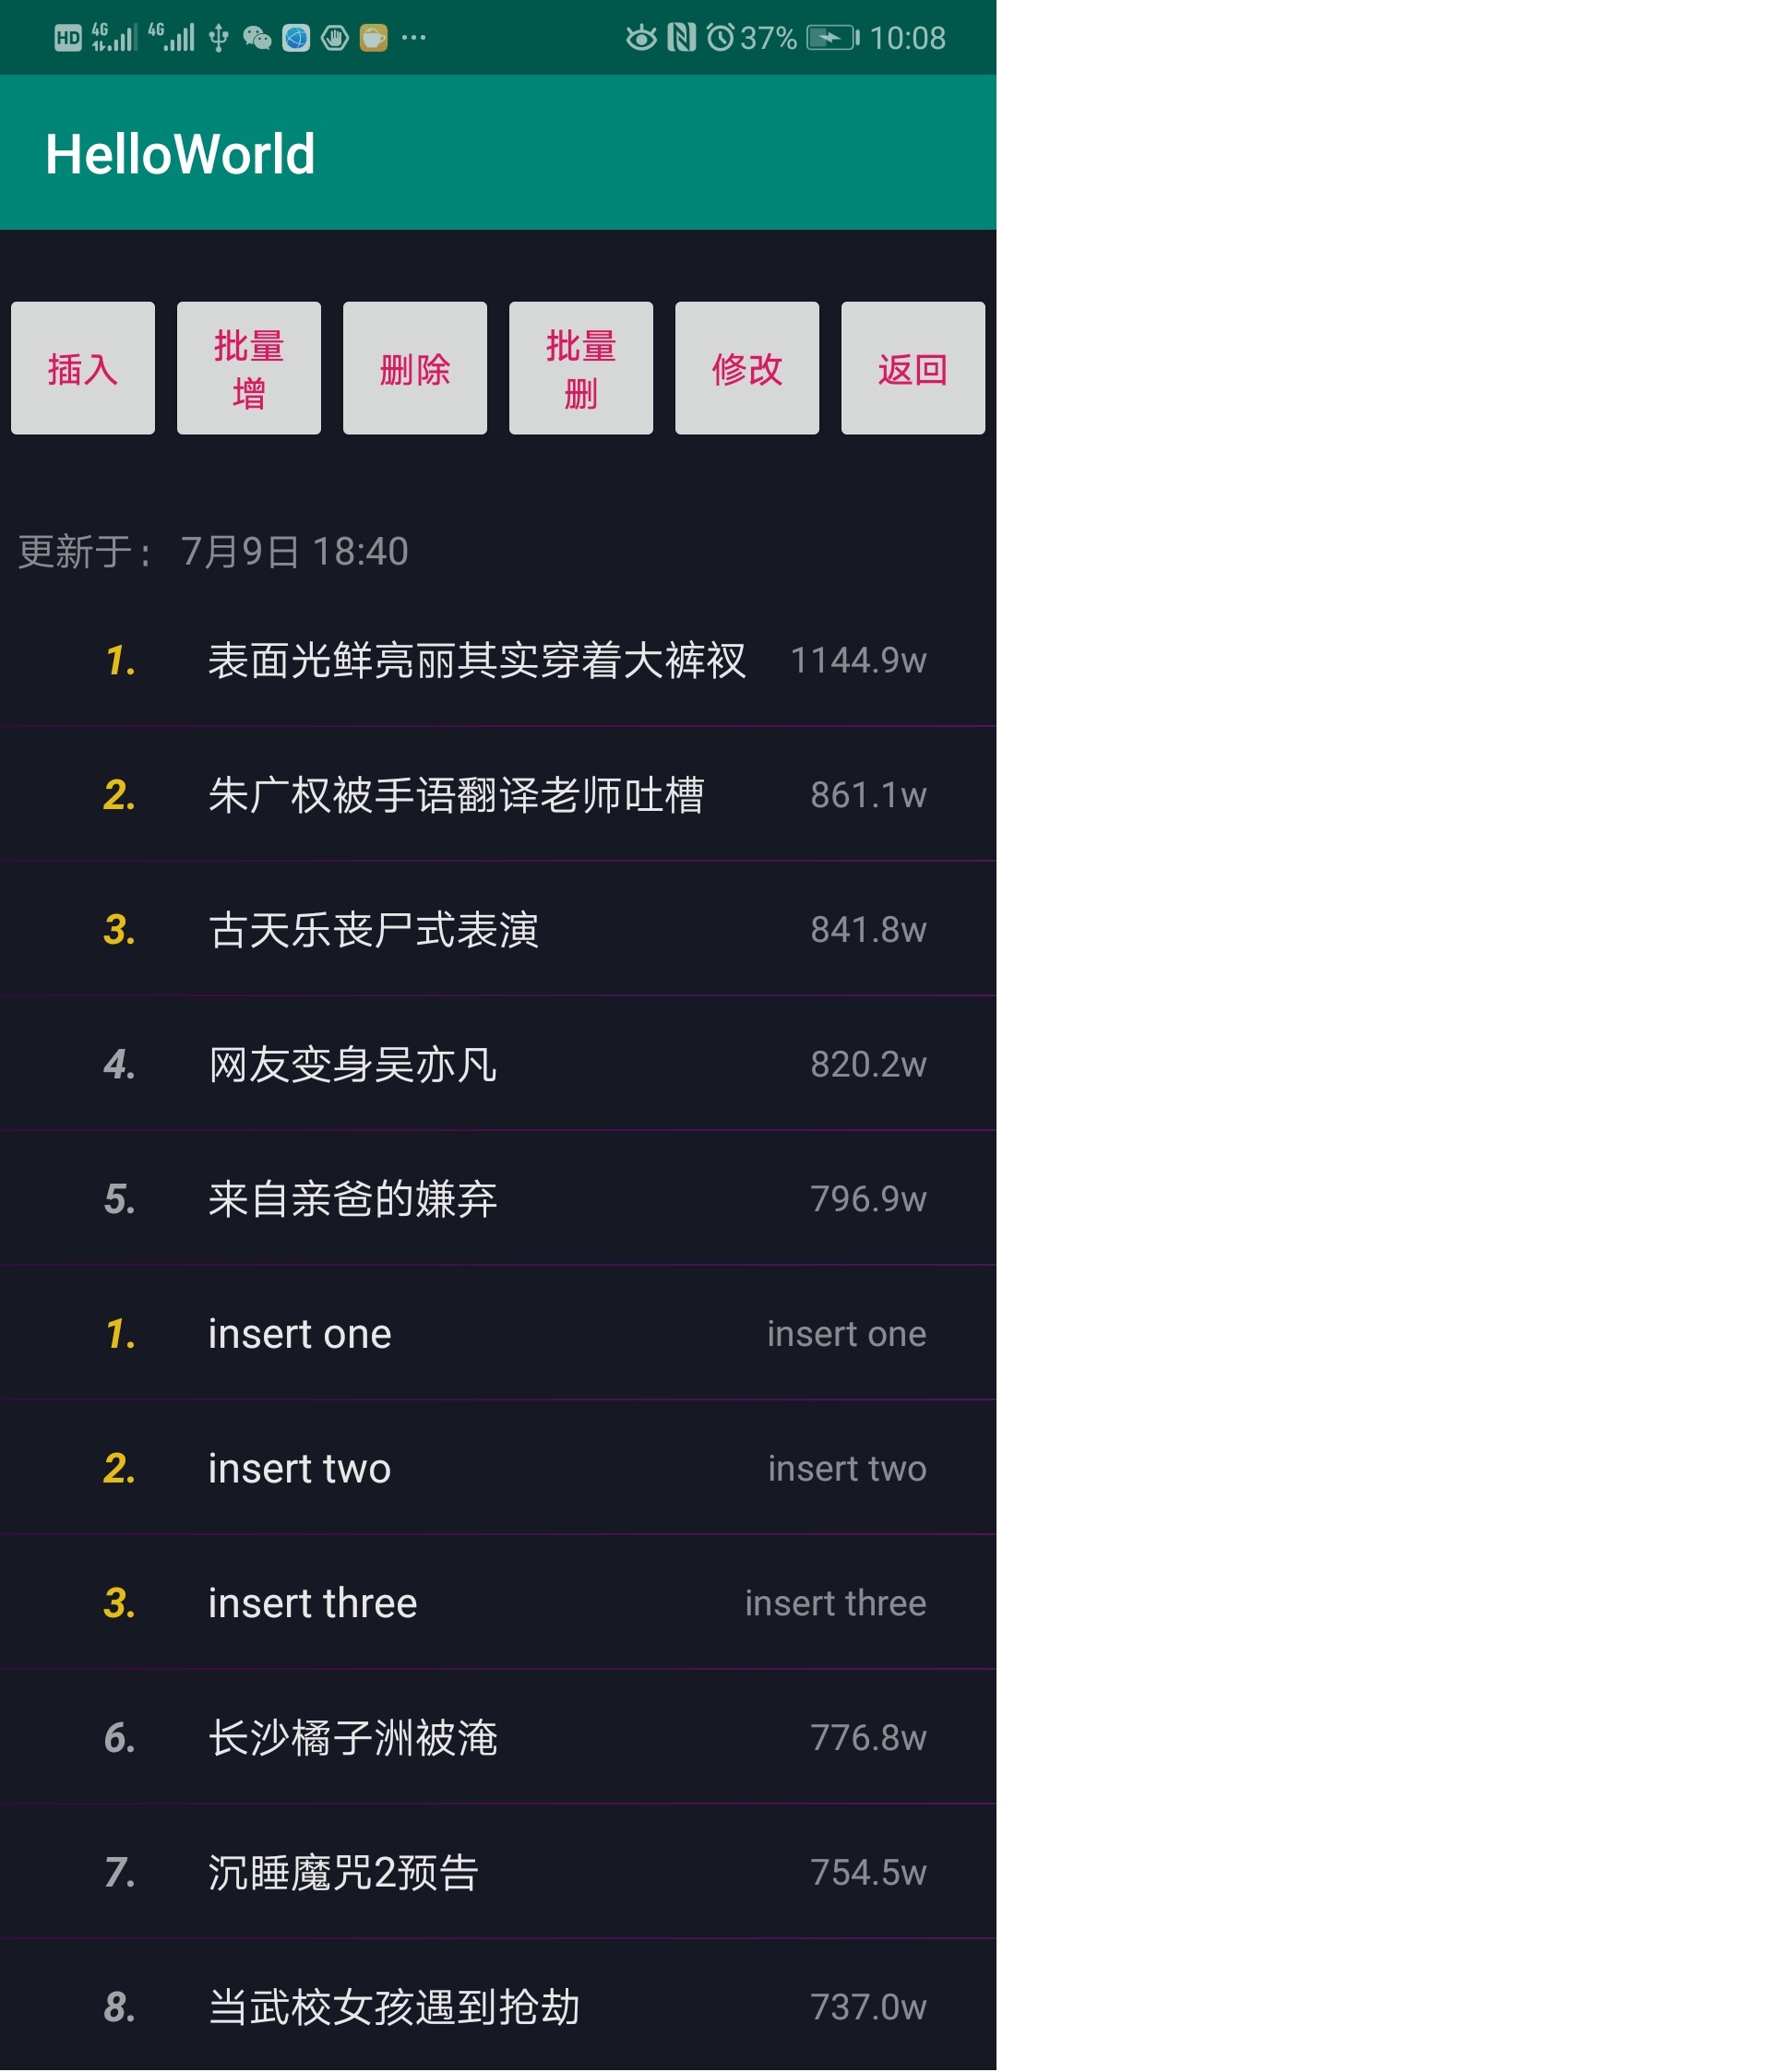 HD 4G 4G ... 37% 10:08
HelloWorld
插入 批量增 删除 批量删 修改 返回
更新于： 7月9日 18:40
1. 表面光鲜亮丽其实穿着大裤衩 1144.9w
2. 朱广权被手语翻译老师吐槽 861.1w
3. 古天乐丧尸式表演 841.8w
4. 网友变身吴亦凡 820.2w
5. 来自亲爸的嫌弃 796.9w
1. insert one insert one
2. insert two insert two
3. insert three insert three
6. 长沙橘子洲被淹 776.8w
7. 沉睡魔咒2预告 754.5w
8. 当武校女孩遇到抢劫 737.0w